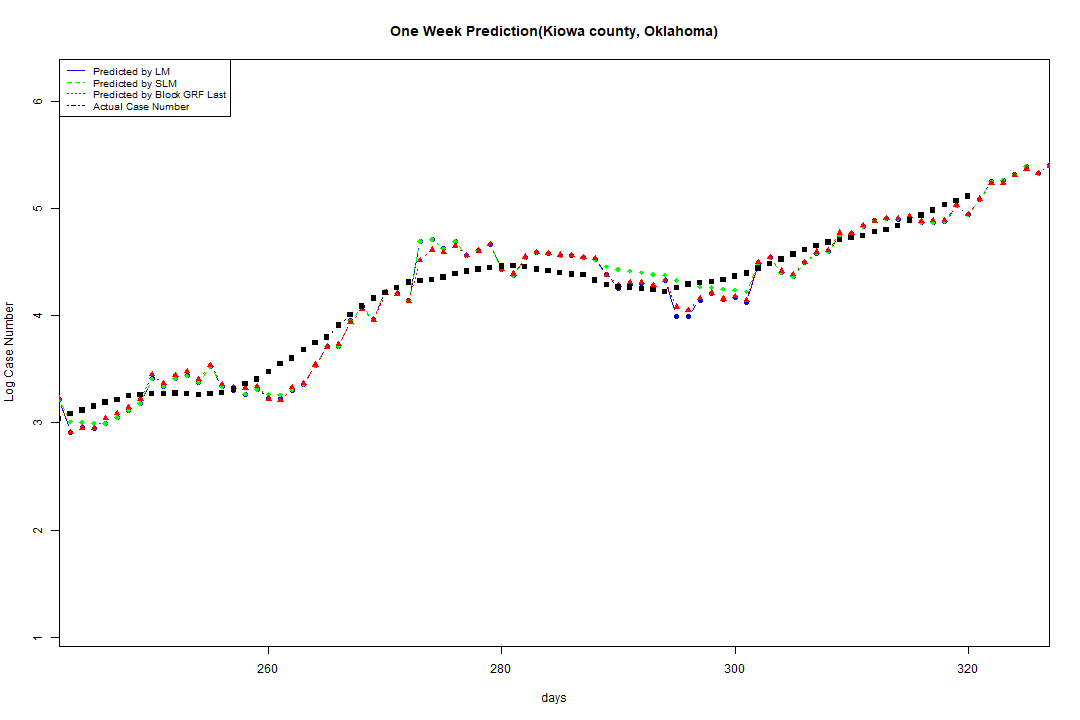 One Week Prediction(Kiowa county, Oklahoma)
Predicted by LM
Predicted by SLM
Predicted by Block GRF Last
Actual Case Number
6
5
4
3
2
1
Log Case Number
260 280 300 320
days